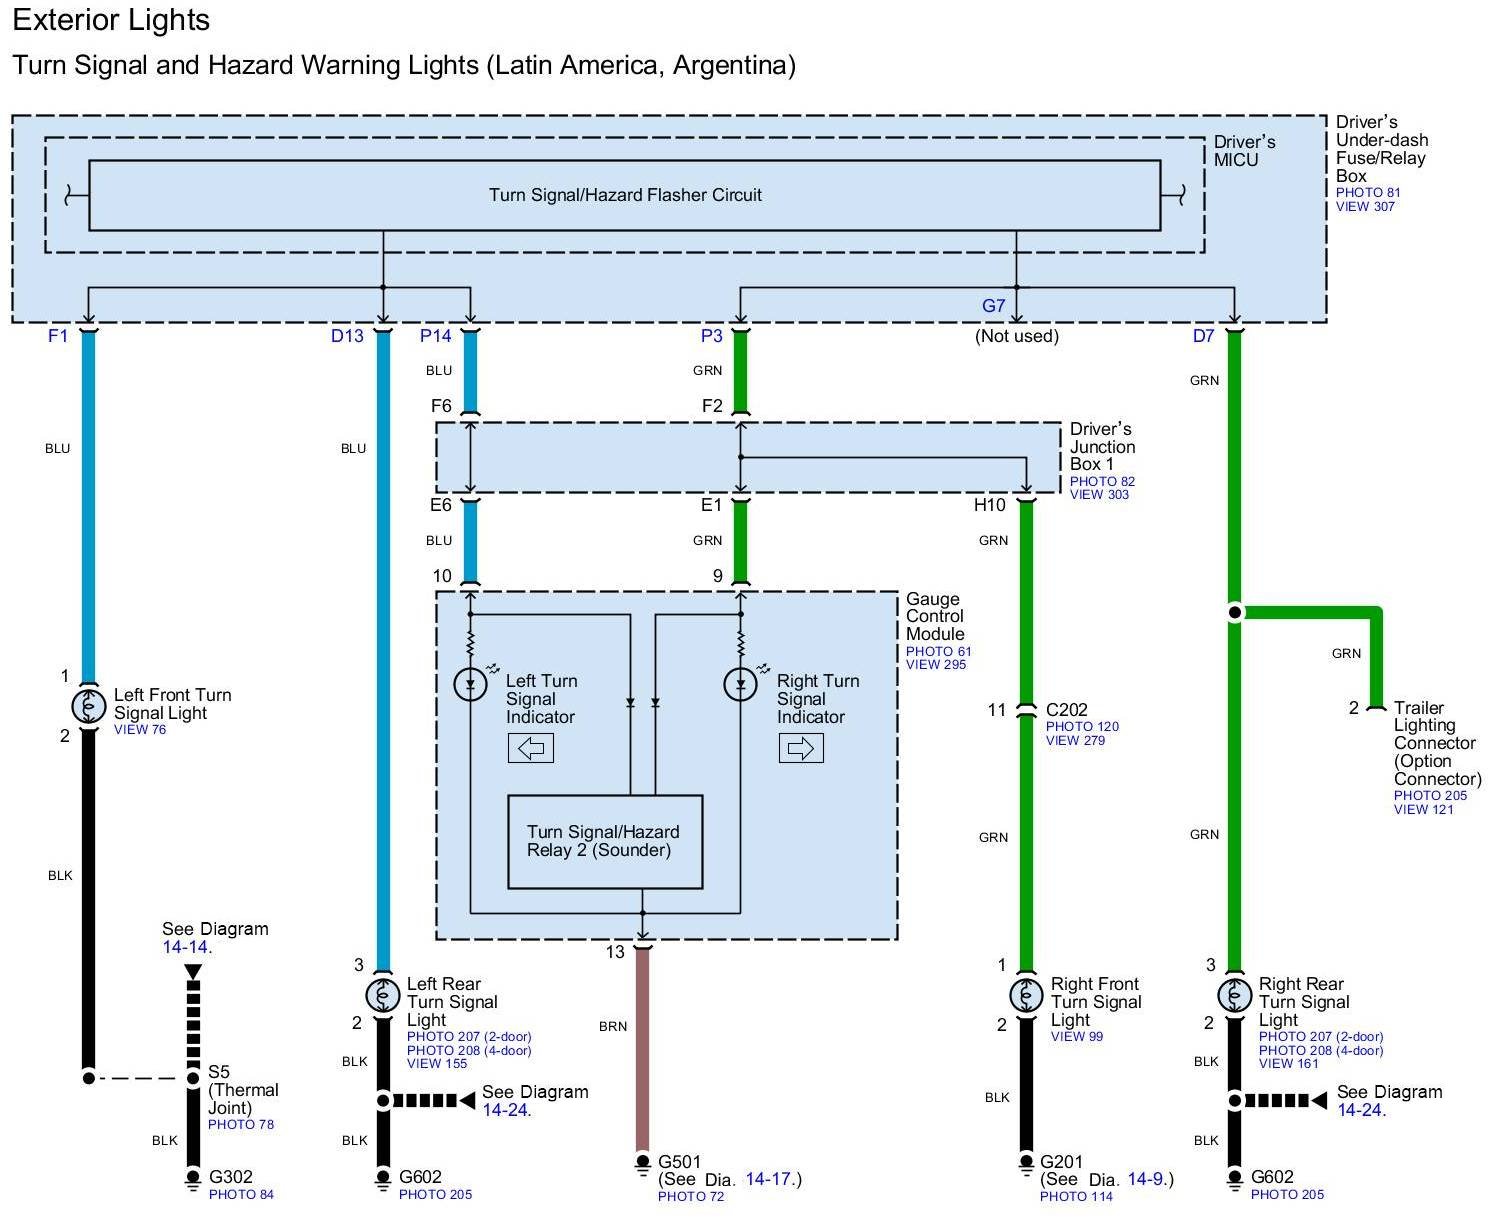 Exterior Lights
Turn Signal and Hazard Warning Lights (Latin America, Argentina)
Driver's
Under-dash
Fuse/Relay
Box
PHOTO 81
VIEW 307
Driver's
MICU
Turn Signal/Hazard Flasher Circuit
G7
F1
D13
P14
P3
(Not used)
D7
BLU
GRN
GRN
F6
F2
BLU
BLU
Driver's
Junction
Box 1
PHOTO 82
VIEW 303
E6
E1
H10
BLU
GRN
GRN
10
9
Gauge
Control
Module
PHOTO 61
VIEW 295
Left Turn
Signal
Indicator
Right Turn
Signal
Indicator
GRN
1
Left Front Turn
Signal Light
VIEW 76
2
11
C202
PHOTO 120
VIEW 279
2
Trailer
Lighting
Connector
(Option
Connector)
PHOTO 205
VIEW 121
Turn Signal/Hazard
Relay 2 (Sounder)
GRN
GRN
BLK
See Diagram
14-14.
13
3
Left Rear
Turn Signal
Light
PHOTO 207 (2-door)
PHOTO 208 (4-door)
VIEW 155
2
1
Right Front
Turn Signal
Light
VIEW 99
2
3
Right Rear
Turn Signal
Light
PHOTO 207 (2-door)
PHOTO 208 (4-door)
VIEW 161
2
BRN
BLK
BLK
S5
(Thermal
Joint)
PHOTO 78
See Diagram
14-24.
BLK
See Diagram
14-24.
BLK
BLK
BLK
G302
PHOTO 84
G602
PHOTO 205
G501
(See Dia. 14-17.)
PHOTO 72
G201
(See Dia. 14-9.)
PHOTO 114
G602
PHOTO 205